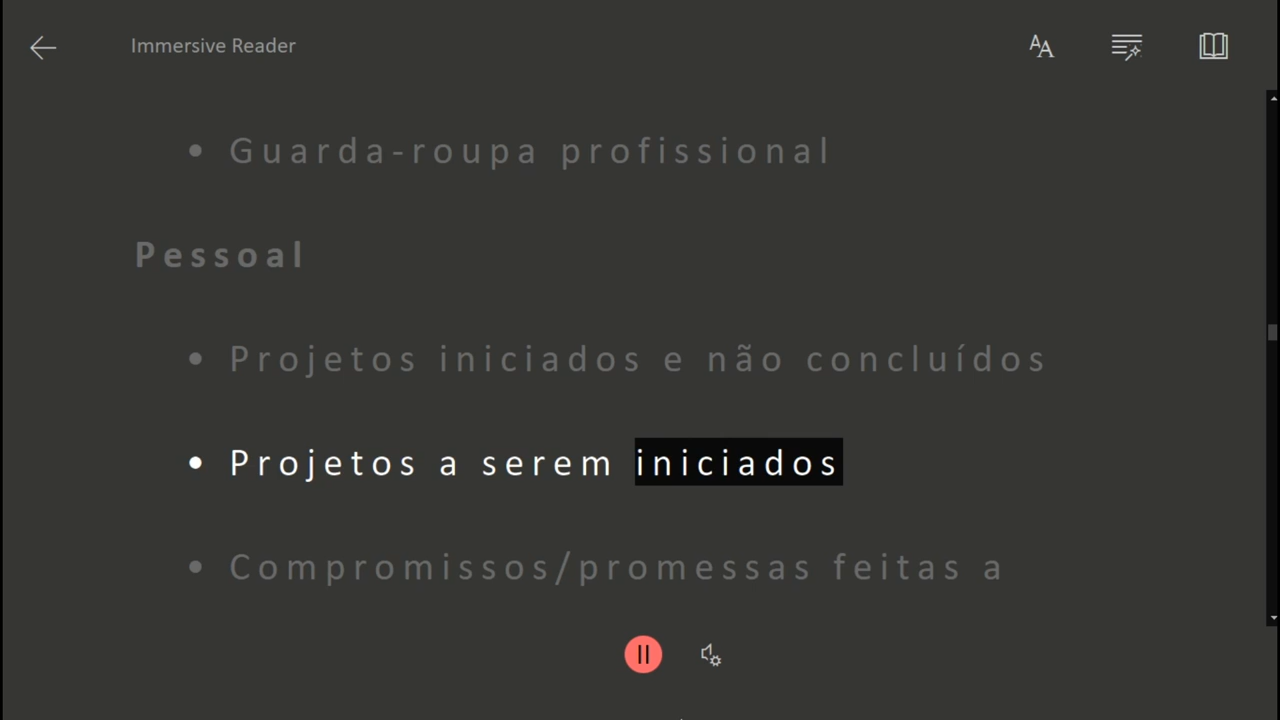 Immersive Reader
• Guarda-roupa profissional
Pessoal
• Projetos iniciados e não concluídos
• Projetos a serem iniciados
• Compromissos/promessas feitas a